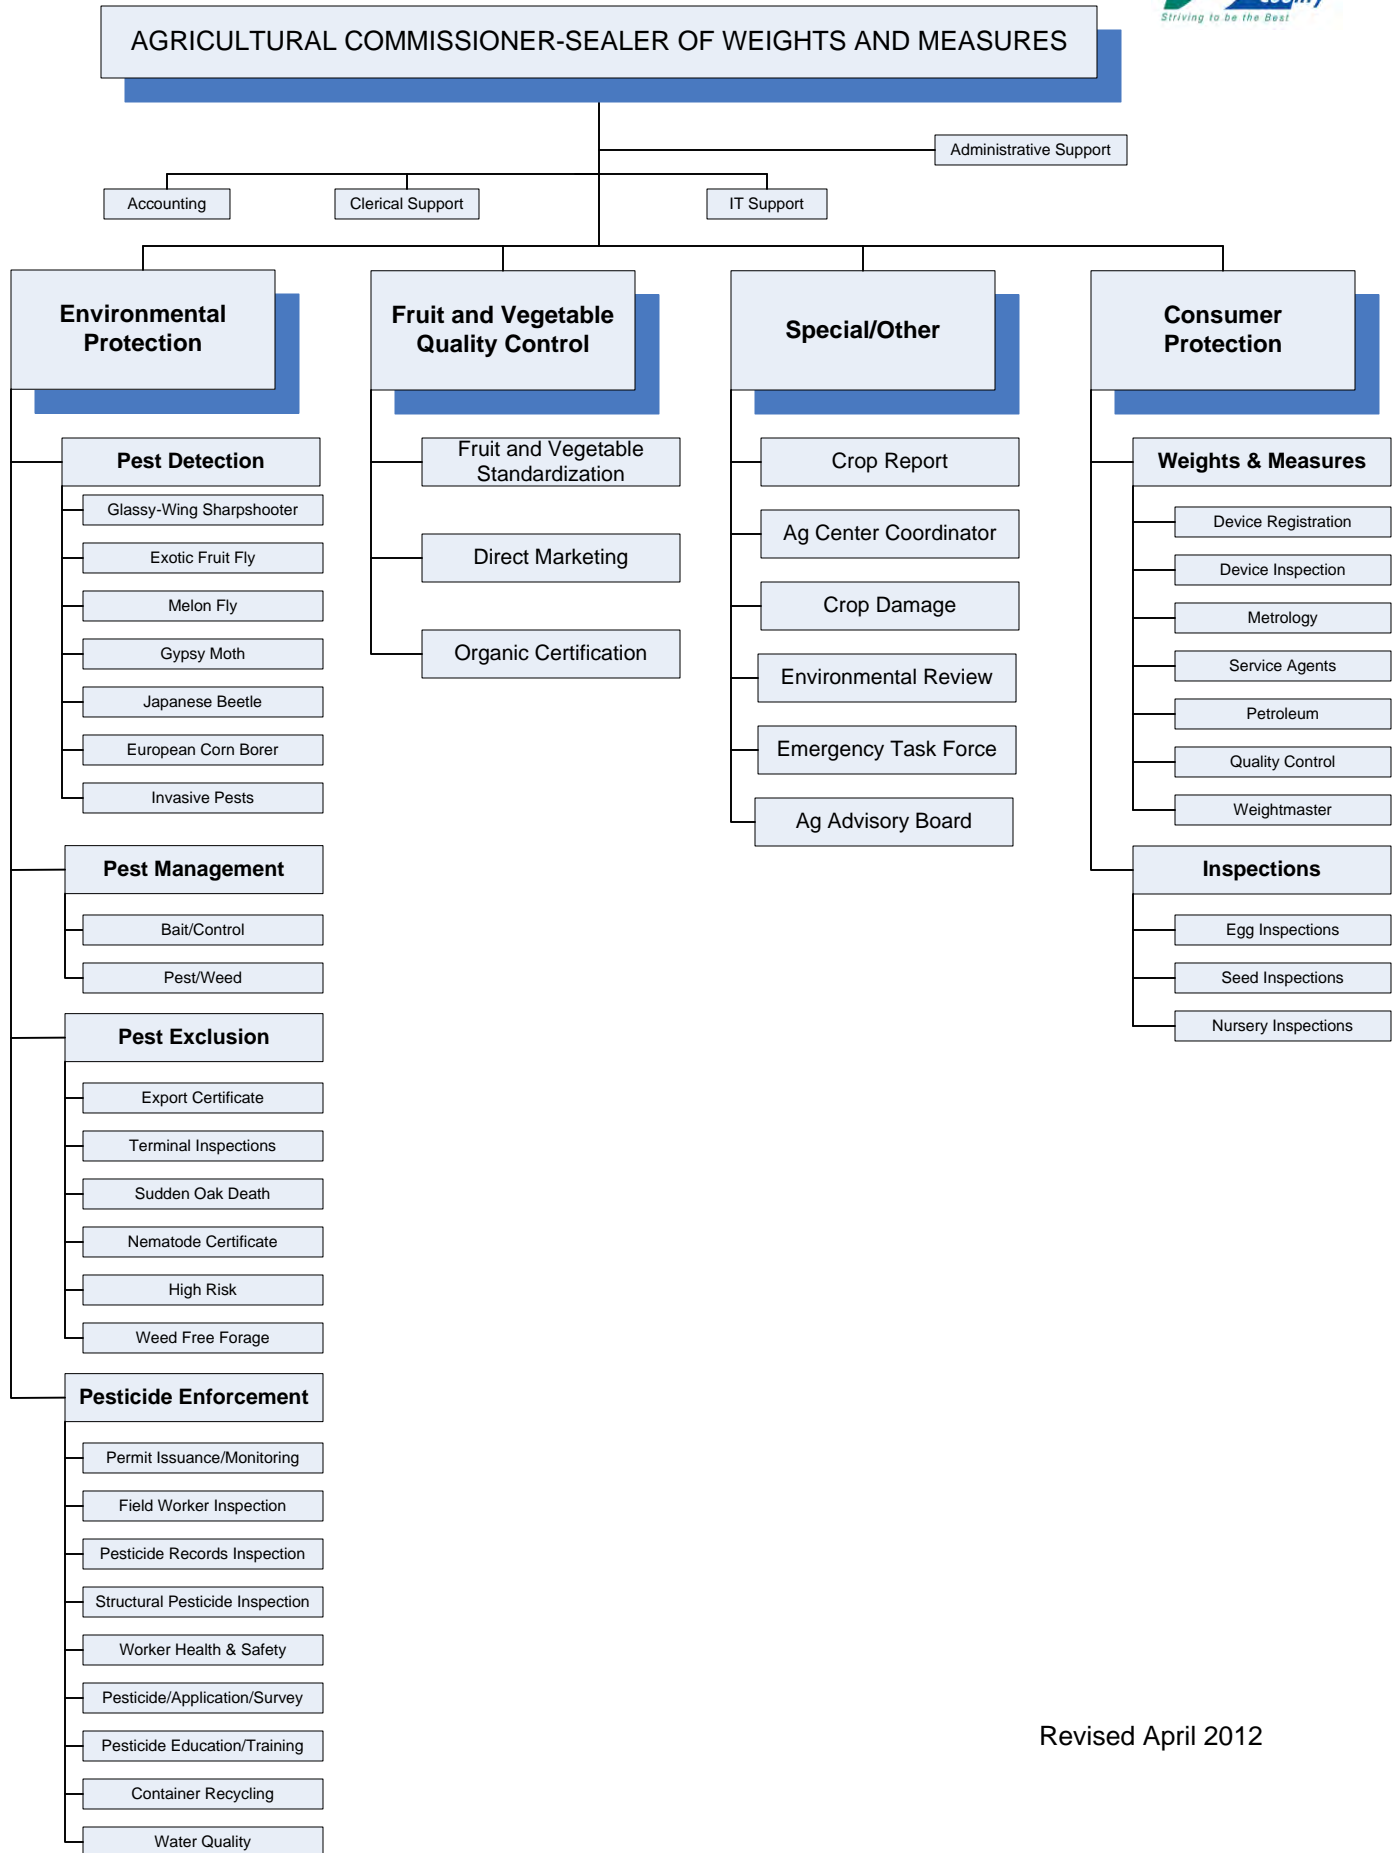 Striving to be the Best
AGRICULTURAL COMMISSIONER-SEALER OF WEIGHTS AND MEASURES
Administrative Support
Accounting
Clerical Support
IT Support
Environmental
Protection
Fruit and Vegetable
Quality Control
Special/Other
Consumer
Protection
Pest Detection
Glassy-Wing Sharpshooter
Exotic Fruit Fly
Melon Fly
Gypsy Moth
Japanese Beetle
European Corn Borer
Invasive Pests
Pest Management
Bait/Control
Pest/Weed
Pest Exclusion
Export Certificate
Terminal Inspections
Sudden Oak Death
Nematode Certificate
High Risk
Weed Free Forage
Pesticide Enforcement
Permit Issuance/Monitoring
Field Worker Inspection
Pesticide Records Inspection
Structural Pesticide Inspection
Worker Health & Safety
Pesticide/Application/Survey
Pesticide Education/Training
Container Recycling
Water Quality
Fruit and Vegetable
Standardization
Direct Marketing
Organic Certification
Crop Report
Ag Center Coordinator
Crop Damage
Environmental Review
Emergency Task Force
Ag Advisory Board
Weights & Measures
Device Registration
Device Inspection
Metrology
Service Agents
Petroleum
Quality Control
Weightmaster
Inspections
Egg Inspections
Seed Inspections
Nursery Inspections
Revised April 2012